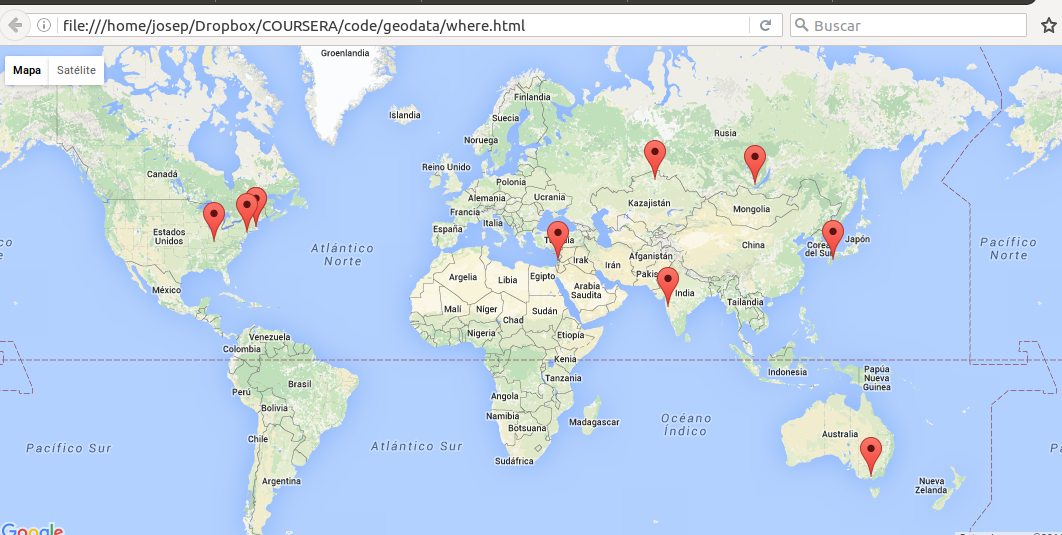 file:///home/josep/Dropbox/COURSERA/code/geodata/where.html
Buscar
Mapa
Satélite
Groenlandia
Islandia
Finlandia
Suecia
Noruega
Rusia
Canadá
Reino Unido
Polonia
Alemania
Ucrania
Kazajistán
Mongolia
Francia
Italia
España
Estados
Unidos
Atlántico
Norte
China
Corea
del Sur
Japón
Pacífico
Norte
Irak
Irán
Afganistán
Argelia
Libia
Egipto
Arabia
Saudita
India
México
Malí
Níger
Chad
Sudán
Tailandia
Nigeria
Etiopía
Venezuela
Colombia
Kenia
Indonesia
Papúa
Nueva
Guinea
Tanzania
Perú
Brasil
Angola
Bolivia
Namibia
Botsuana
Madagascar
Océano
Índico
Chile
Australia
Pacífico Sur
Atlántico Sur
Sudáfrica
Argentina
Nueva
Zelanda
Google